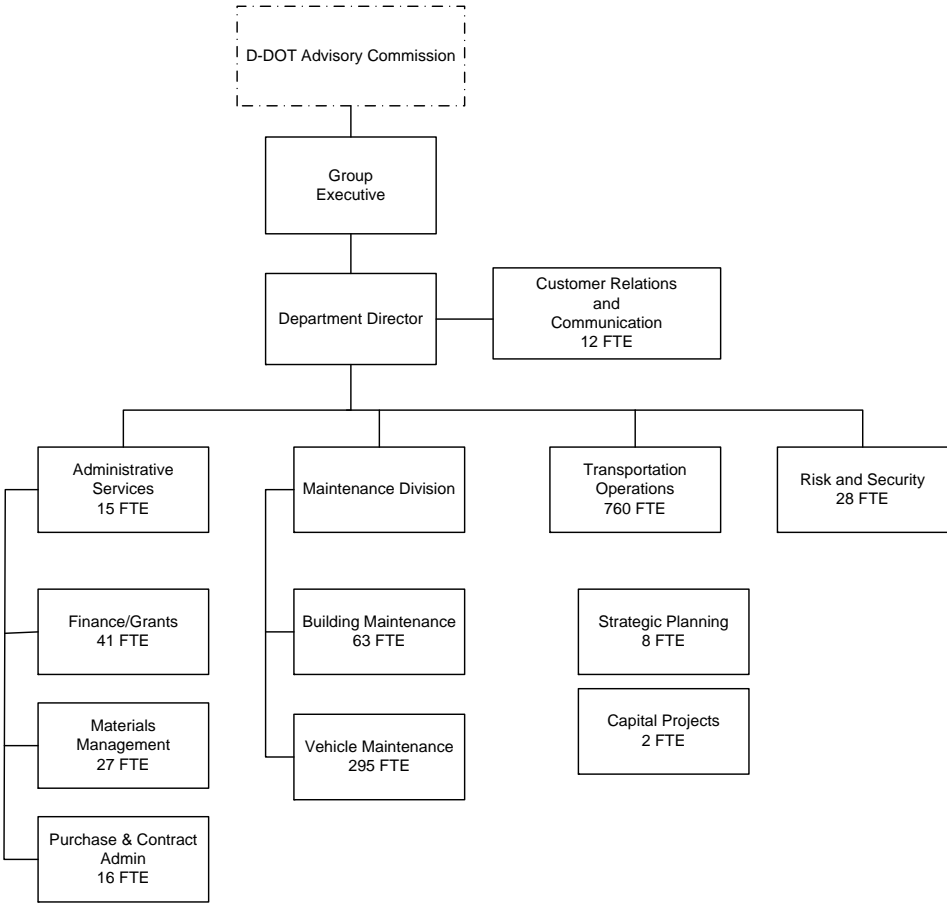 D-DOT Advisory Commission
Group
Executive
Department Director
Customer Relations
and
Communication
12 FTE
Administrative
Services
15 FTE
Maintenance Division
Transportation
Operations
760 FTE
Risk and Security
28 FTE
Finance/Grants
41 FTE
Building Maintenance
63 FTE
Strategic Planning
8 FTE
Materials
Management
27 FTE
Vehicle Maintenance
295 FTE
Capital Projects
2 FTE
Purchase & Contract
Admin
16 FTE